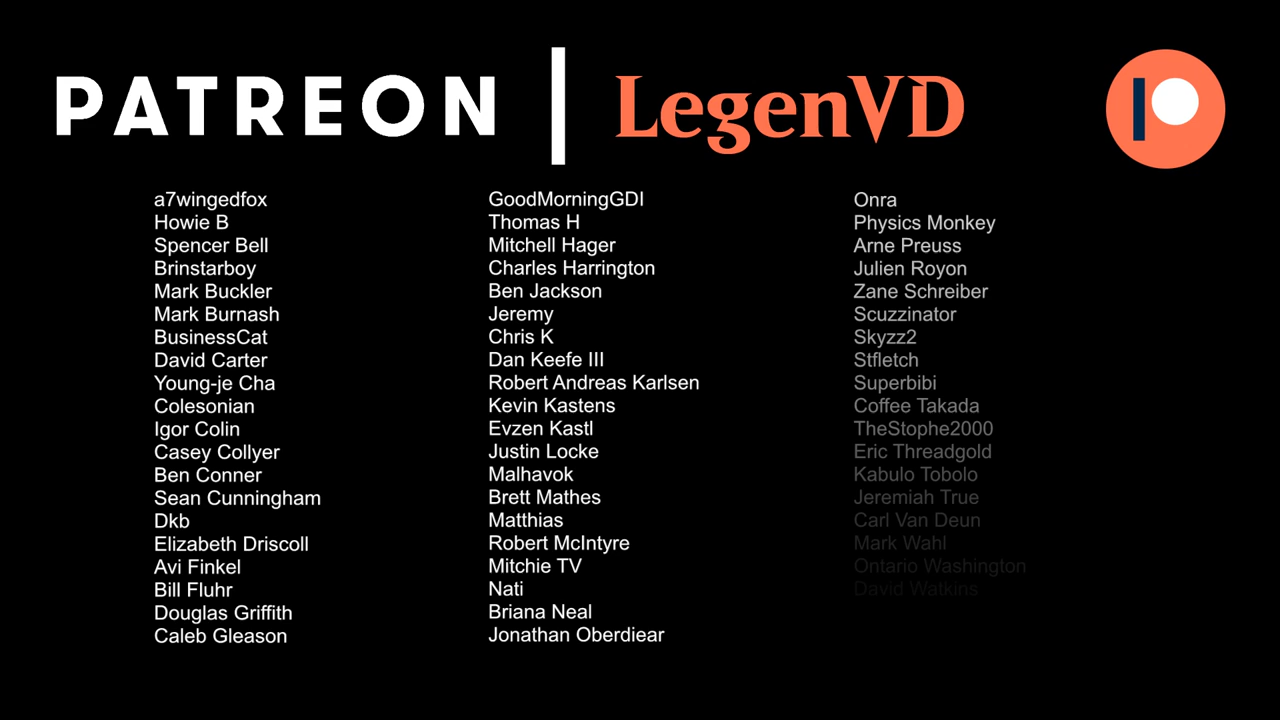 PATREON | LegenVD
a7wingedfox
Howie B
Spencer Bell
Brinstarboy
Mark Buckler
Mark Burnash
BusinessCat
David Carter
Young-je Cha
Colesonian
Igor Colin
Casey Collyer
Ben Conner
Sean Cunningham
Dkb
Elizabeth Driscoll
Avi Finkel
Bill Fluhr
Douglas Griffith
Caleb Gleason
GoodMorningGDI
Thomas H
Mitchell Hager
Charles Harrington
Ben Jackson
Jeremy
Chris K
Dan Keefe III
Robert Andreas Karlsen
Kevin Kastens
Evzen Kastl
Justin Locke
Malhavok
Brett Mathes
Matthias
Robert McIntyre
Mitchie TV
Nati
Briana Neal
Jonathan Oberdiear
Onra
Physics Monkey
Arne Preuss
Julien Royon
Zane Schreiber
Scuzzinator
Skyzz2
Stfletch
Superbibi
Coffee Takada
TheStophe2000
Eric Threadgold
Kabulo Tobolo
Jeremiah True
Carl Van Deun
Mark Wahl
Ontario Washington
David Watkins